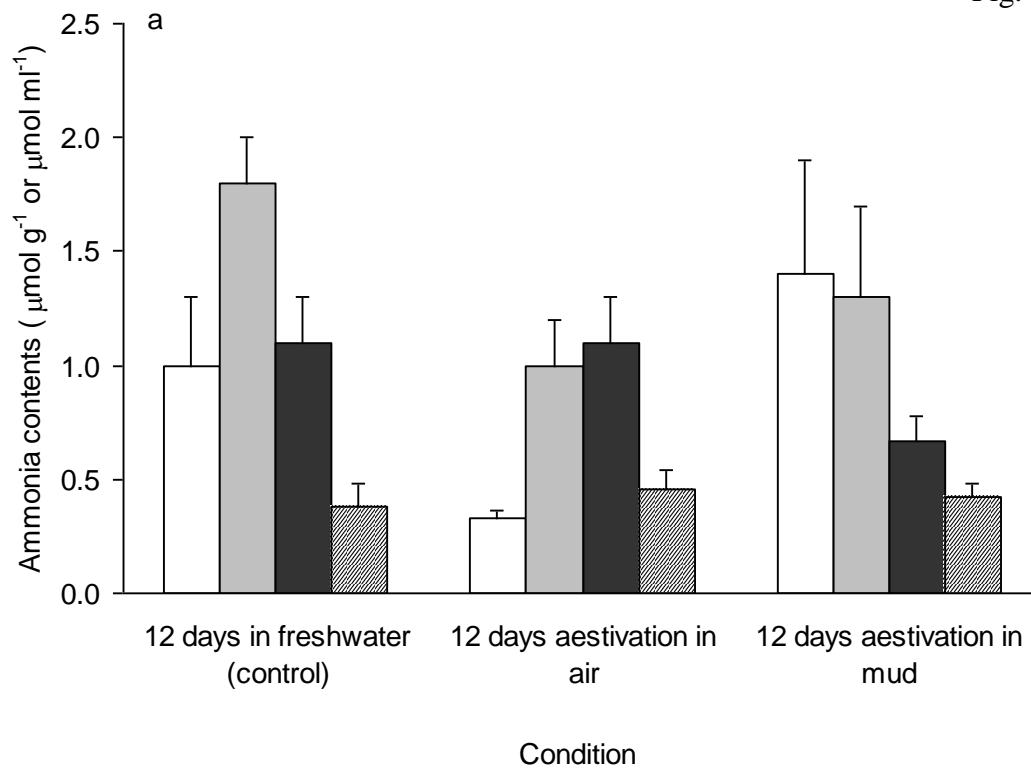 Fig.
a
Ammonia contents ( μmol g-1 or μmol ml-1)
2.5
2.0
1.5
1.0
0.5
0.0
12 days in freshwater
(control)
12 days aestivation in
air
12 days aestivation in
mud
Condition